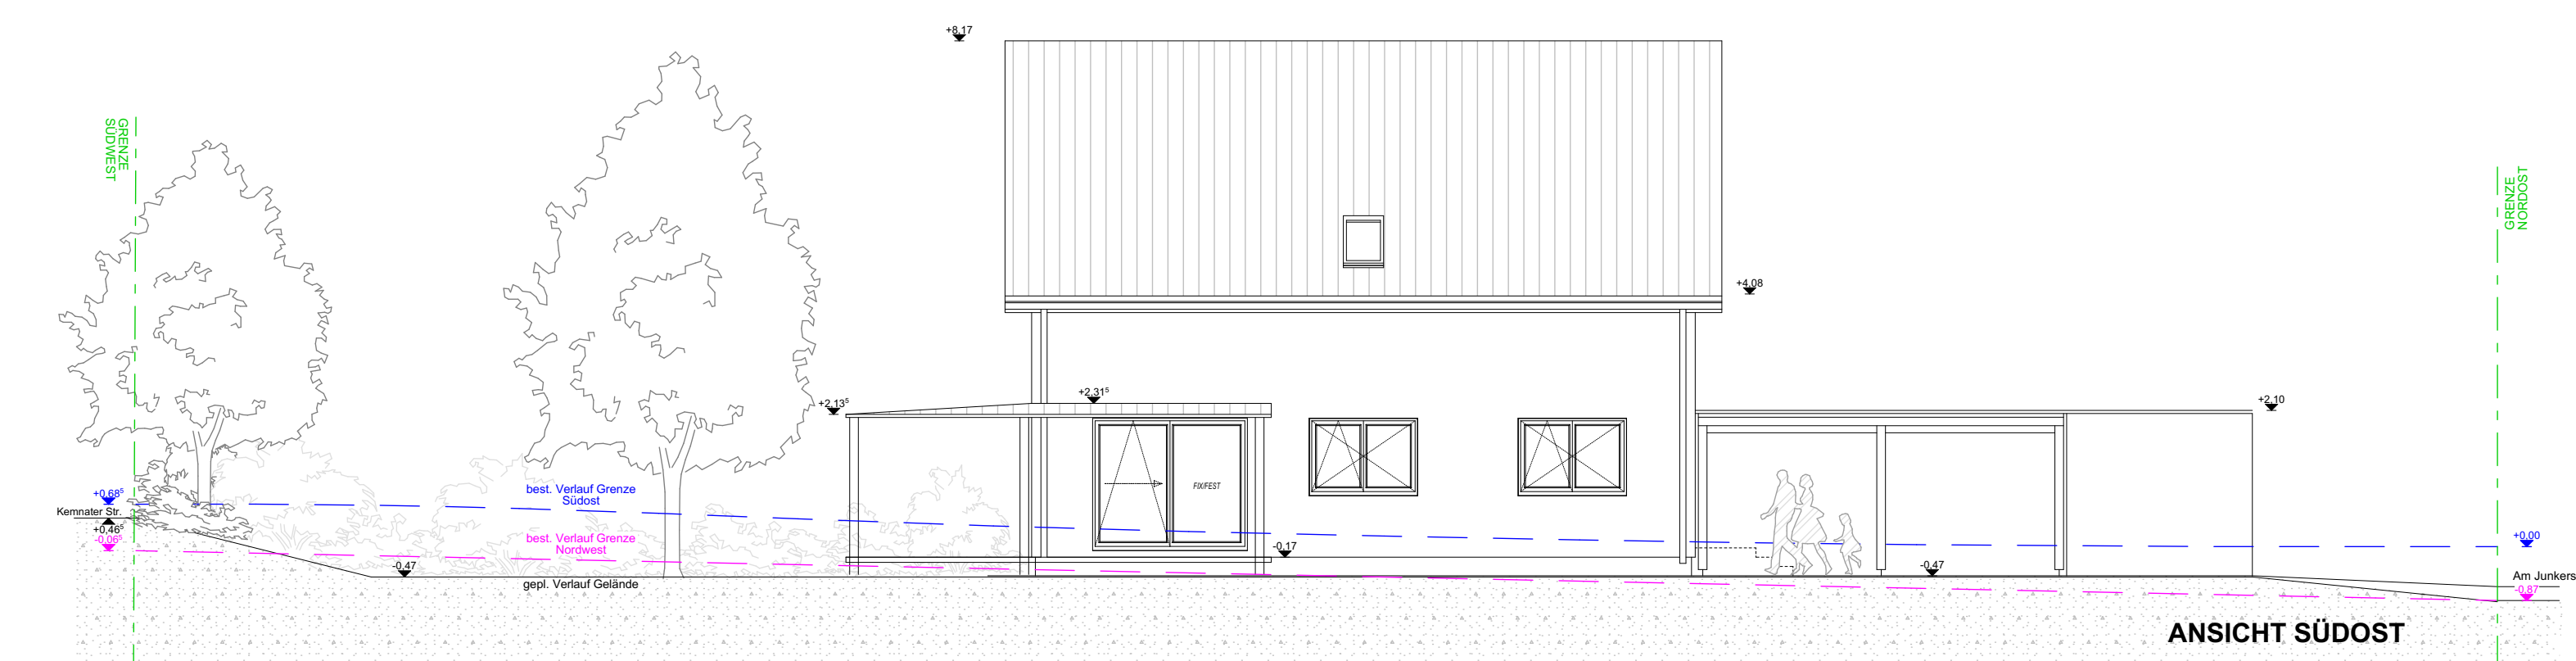 +8,17
GRENZE
SÜDWEST
GRENZE
NORDOST
+4,08
+2,13⁵
+2,31⁵
+2,10
+0,68⁵
best. Verlauf Grenze
Südost
FIX/FEST
Kemnater Str.
+0,46⁵
-0,06⁵
best. Verlauf Grenze
Nordwest
+0,00
-0,17
-0,47
gepl. Verlauf Gelände
-0,47
Am Junkers
-0,87
ANSICHT SÜDOST